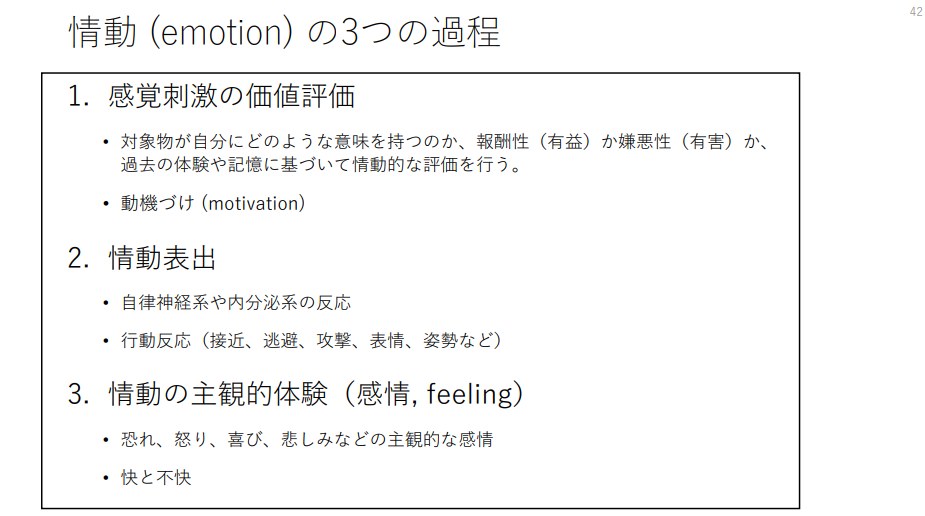 42
情動 (emotion) の3つの過程
1. 感覚刺激の価値評価
• 対象物が自分にどのような意味を持つのか、報酬性（有益）か嫌悪性（有害）か、
過去の体験や記憶に基づいて情動的な評価を行う。
• 動機づけ (motivation)
2. 情動表出
• 自律神経系や内分泌系の反応
• 行動反応（接近、逃避、攻撃、表情、姿勢など）
3. 情動の主観的体験（感情, feeling）
• 恐れ、怒り、喜び、悲しみなどの主観的な感情
• 快と不快